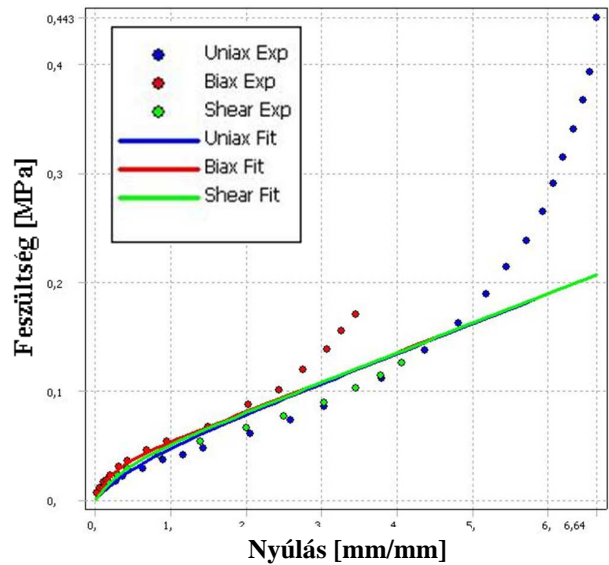 0,443
0,4
0,3
0,2
0,1
0,
Feszültség [MPa]
Uniax Exp
Biax Exp
Shear Exp
Uniax Fit
Biax Fit
Shear Fit
0, 1, 2 3 4 5, 6, 6,64
Nyúlás [mm/mm]